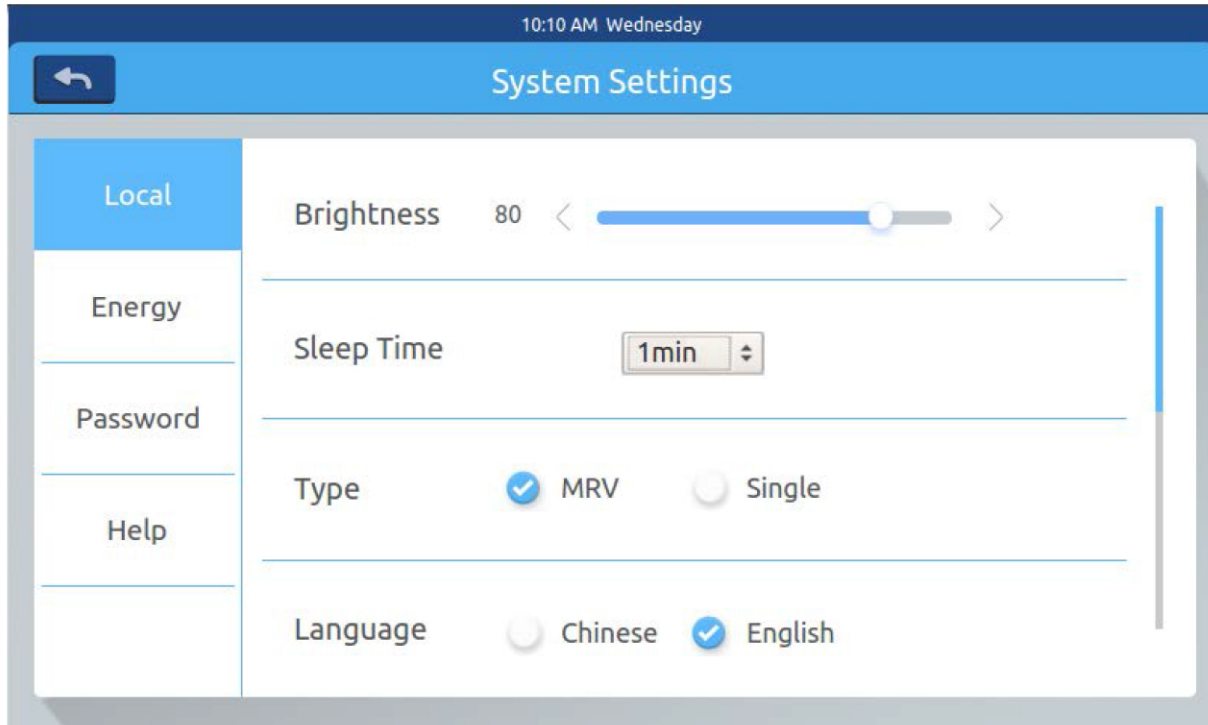 10:10 AM Wednesday
System Settings
Local
Energy
Password
Help
Brightness 80
Sleep Time 1min
Type MRV Single
Language Chinese English